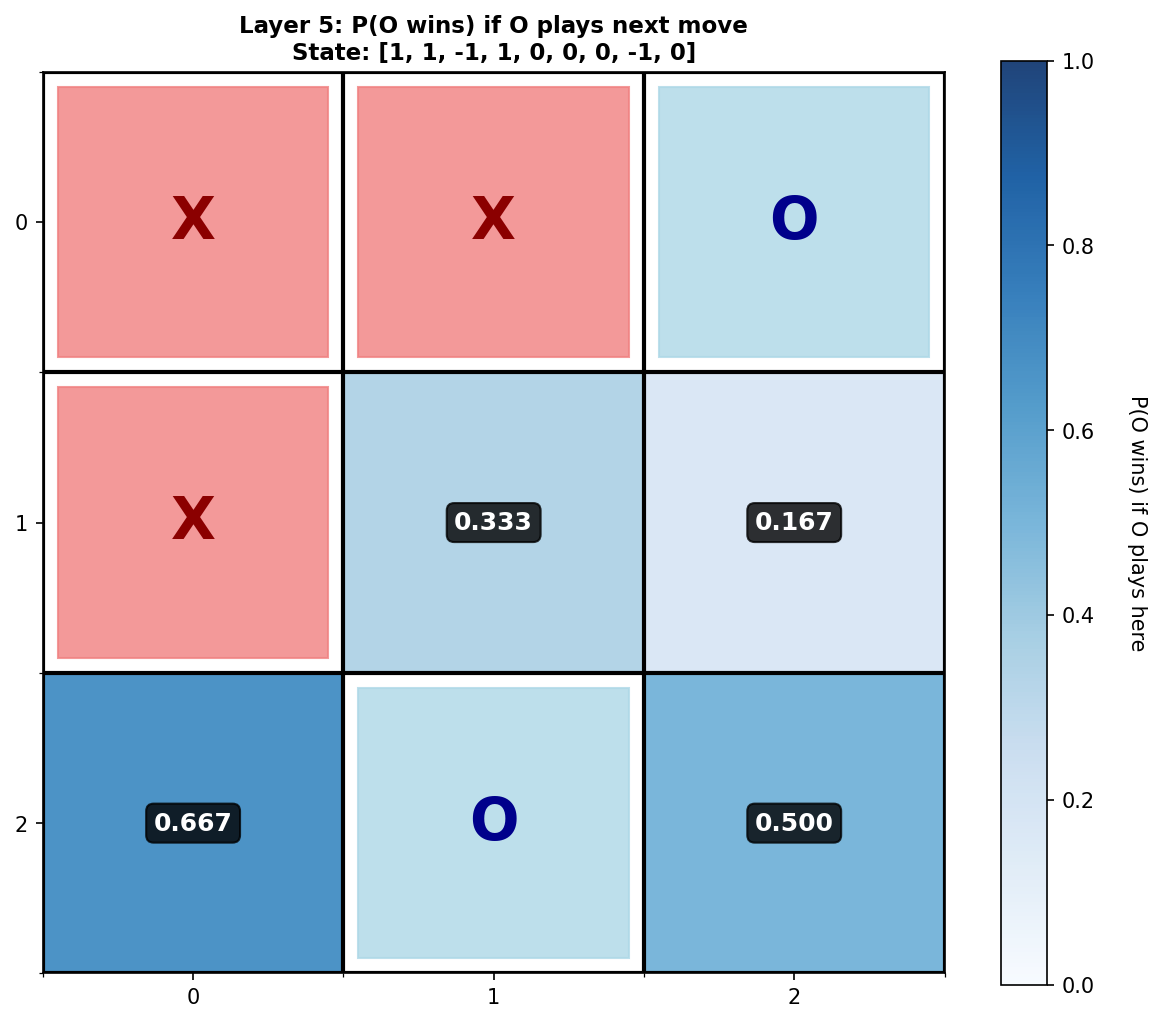 Layer 5: P(O wins) if O plays next move
State: [1, 1, -1, 1, 0, 0, 0, -1, 0]
0
X
X
O
1
X
0.333
0.167
2
0.667
O
0.500
0
1
2
1.0
0.8
0.6
0.4
0.2
0.0
P(O wins) if O plays here